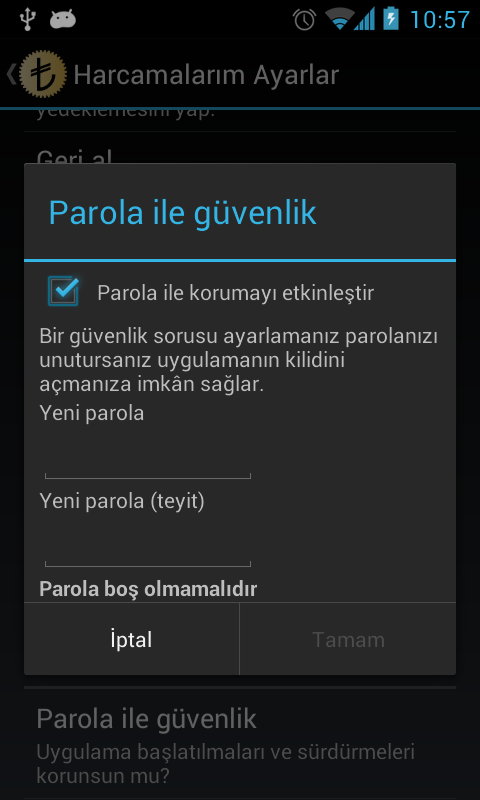 10:57
Harcamalarım Ayarlar
yedeklemesini yap.
Geri al
Parola ile güvenlik
Parola ile korumayı etkinleştir
Bir güvenlik sorusu ayarlamanız parolanızı
unutursanız uygulamanın kilidini
açmanıza imkân sağlar.
Yeni parola
Yeni parola (teyit)
Parola boş olmamalıdır
İptal
Tamam
Parola ile güvenlik
Uygulama başlatılmaları ve sürdürmeleri
korunsun mu?